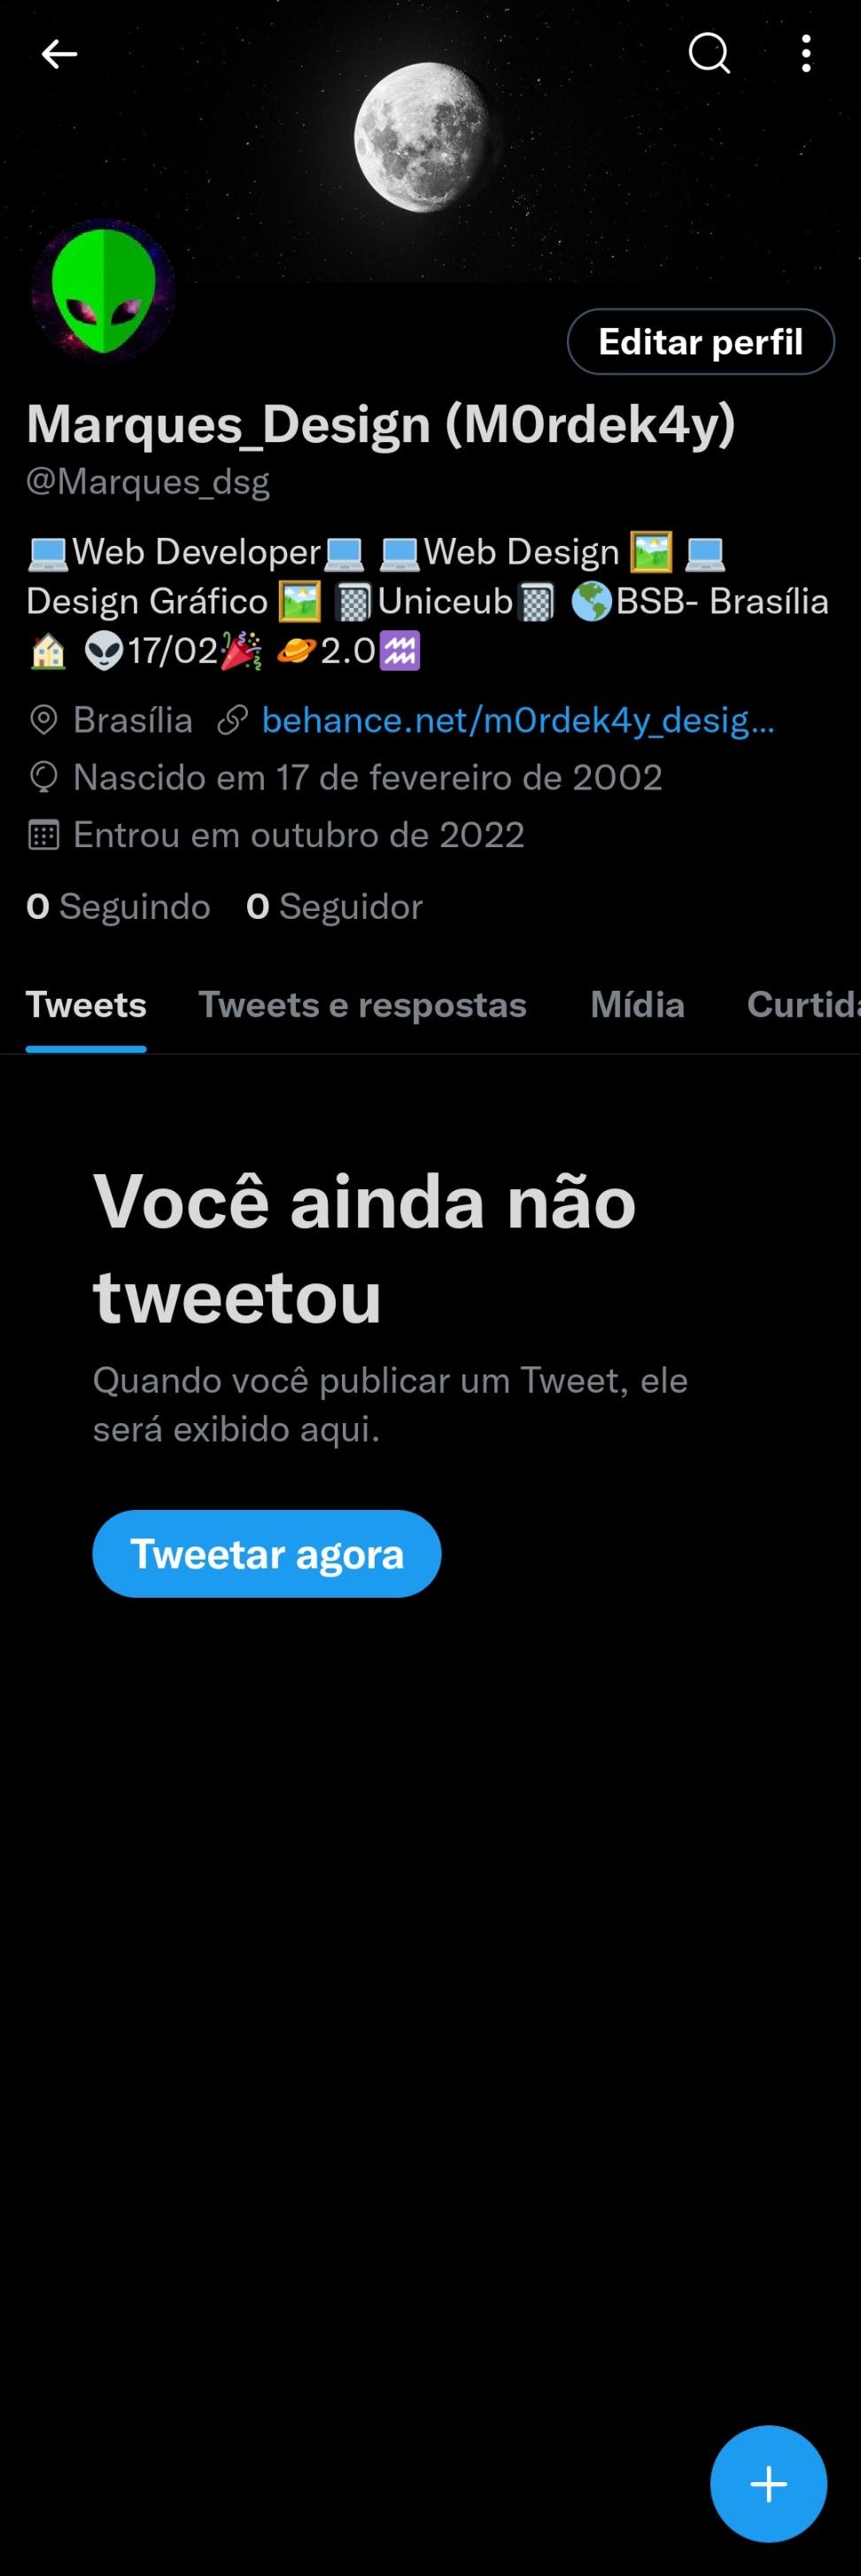 Editar perfil
Marques_Design (M0rdek4y)
@Marques_dsg
💻Web Developer💻 💻Web Design 🖼️ 💻
Design Gráfico 🖼️ 📓Uniceub📓 🌎BSB- Brasília
🏠 👽17/02🎉 🪐2.0♒
Brasília behance.net/m0rdek4y_desig...
Nascido em 17 de fevereiro de 2002
Entrou em outubro de 2022
0 Seguindo 0 Seguidor
Tweets Tweets e respostas Mídia Curtida
Você ainda não
tweetou
Quando você publicar um Tweet, ele
será exibido aqui.
Tweetar agora